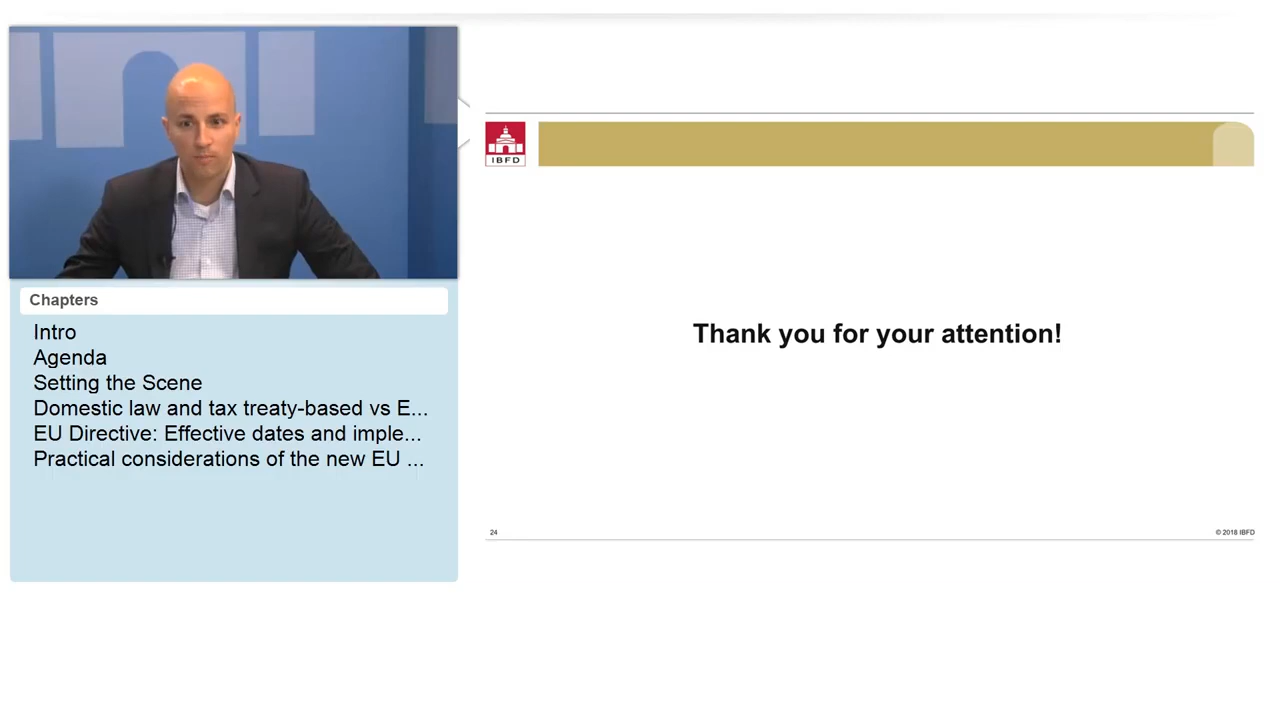 Chapters
Intro
Agenda
Setting the Scene
Domestic law and tax treaty-based vs E...
EU Directive: Effective dates and imple...
Practical considerations of the new EU ...
IBFD
Thank you for your attention!
24
© 2018 IBFD